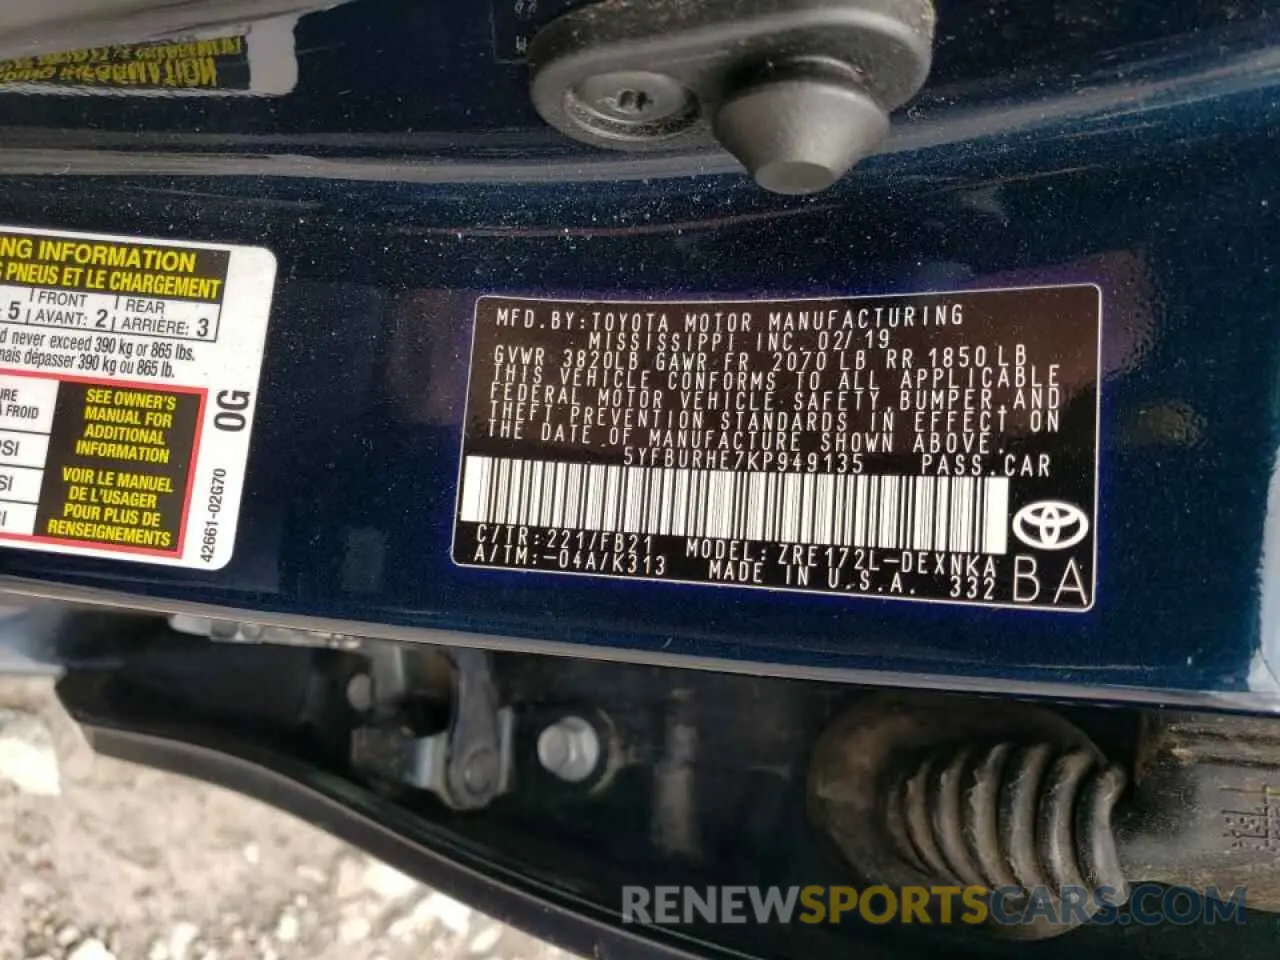 NG INFORMATION
PNEUS ET LE CHARGEMENT
5 FRONT AVANT: 2 REAR ARRIÈRE: 3
never exceed 390 kg or 865 lbs.
mais dépasser 390 kg ou 865 lb.
FROID
SEE OWNER'S
MANUAL FOR
ADDITIONAL
INFORMATION
VOIR LE MANUEL
DE L'USAGER
POUR PLUS DE
RENSEIGNEMENTS
0G
42661-02G70
MFD.BY:TOYOTA MOTOR MANUFACTURING
MISSISSIPPI INC. 02/19
GVWR 3820LB GAWR FR 2070 LB RR 1850 LB
THIS VEHICLE CONFORMS TO ALL APPLICABLE
FEDERAL MOTOR VEHICLE SAFETY, BUMPER, AND
THEFT PREVENTION STANDARDS IN EFFECT ON
THE DATE OF MANUFACTURE SHOWN ABOVE.
5YFBURHE7KP949135 PASS.CAR
C/TR:221/FB21 MODEL:ZRE172L-DEXNKA
A/TM:-04A/K313 MADE IN U.S.A. 332
BA
RENEWSPORTSCARS.COM